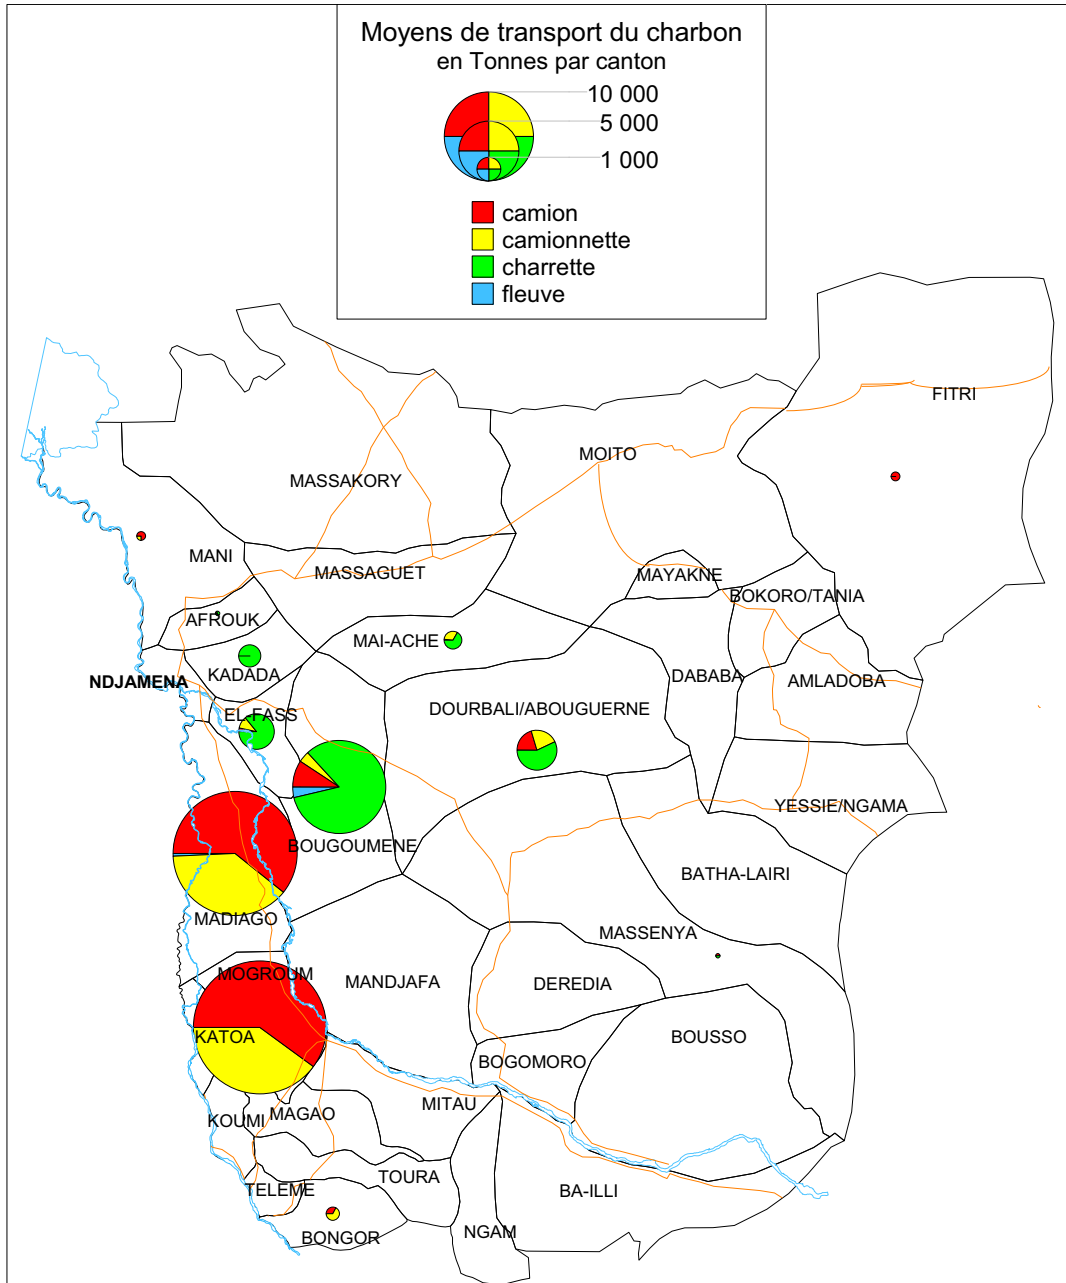 Moyens de transport du charbon
en Tonnes par canton
10 000
5 000
1 000
camion
camionnette
charrette
fleuve
FITRI
MOITO
MASSAKORY
MANI
MASSAGUET
MAYAKNE
BOKORO/TANIA
AFROUK
MAI-ACHE
KADADA
DABABA
AMLADOBA
NDJAMENA
EL-FASS
DOURBALI/ABOUGUERNE
YESSIE/NGAMA
BOUGOUMENE
BATHA-LAIRI
MADIAGO
MASSENYA
MOGROUM
MANDJAFA
DEREDIA
KATOA
BOUSSO
BOGOMORO
MITAU
MAGAO
KOUMI
TOURA
TELEME
BA-ILLI
NGAM
BONGOR